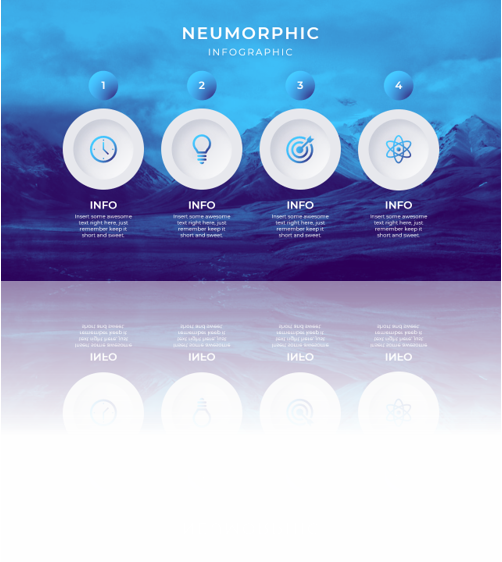 NEUMORPHIC
INFOGRAPHIC
1
2
3
4
INFO
Insert some awesome
text right here, just
remember keep it
short and sweet.
INFO
Insert some awesome
text right here, just
remember keep it
short and sweet.
INFO
Insert some awesome
text right here, just
remember keep it
short and sweet.
INFO
Insert some awesome
text right here, just
remember keep it
short and sweet.